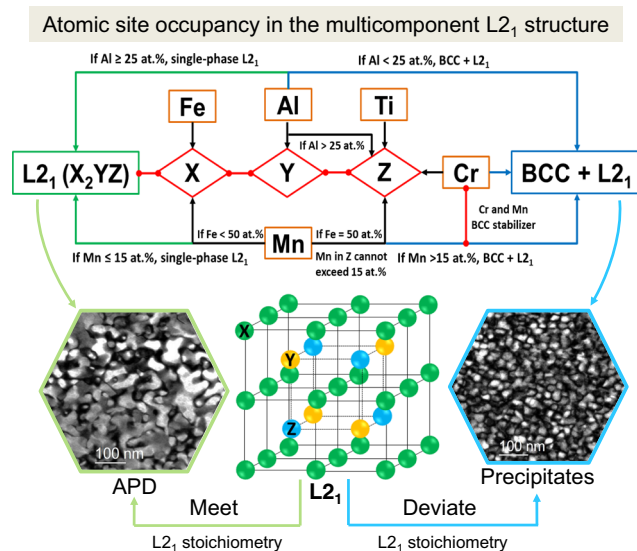 Atomic site occupancy in the multicomponent L2₁ structure
If Al ≥ 25 at.%, single-phase L2₁
If Al < 25 at.%, BCC + L2₁
Fe
Al
Ti
If Al > 25 at.%
L2₁ (X₂YZ)
X
Y
Z
Cr
BCC + L2₁
Cr and Mn
BCC stabilizer
If Fe < 50 at.%
Mn
If Fe = 50 at.%
Mn in Z cannot
exceed 15 at.%
If Mn ≤ 15 at.%, single-phase L2₁
If Mn >15 at.%, BCC + L2₁
X
Y
Z
100 nm
100 nm
APD
L2₁
Precipitates
Meet
Deviate
L2₁ stoichiometry
L2₁ stoichiometry